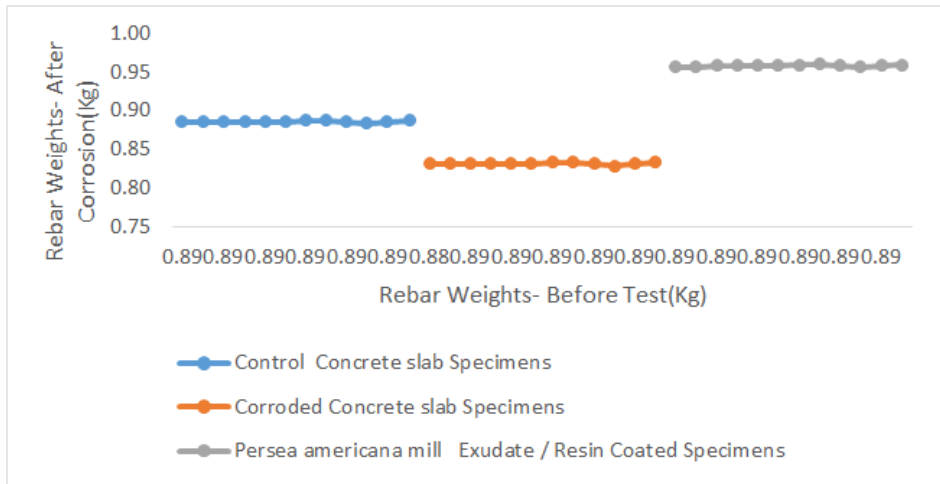 1.00
0.95
0.90
0.85
0.80
0.75
Rebar Weights- After
Corrosion(Kg)
0.890.890.890.890.890.890.880.890.890.890.890.890.890.890.890.890.890.89
Rebar Weights- Before Test(Kg)
Control Concrete slab Specimens
Corroded Concrete slab Specimens
Persea americana mill Exudate / Resin Coated Specimens